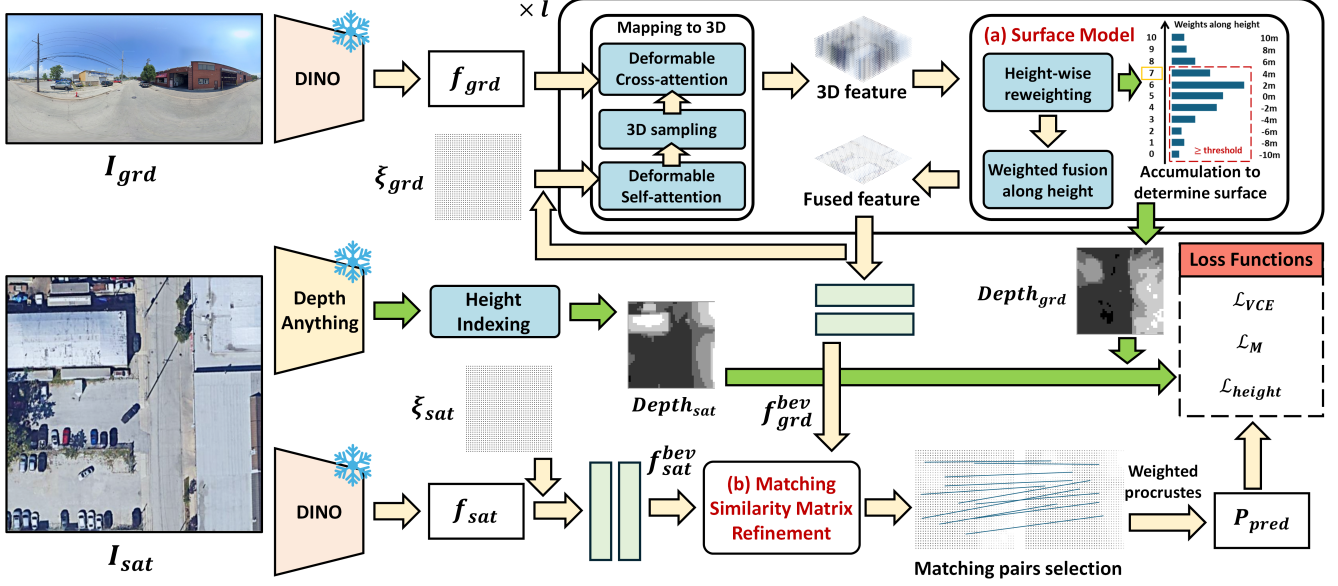 × l
Mapping to 3D
Deformable
Cross-attention
3D sampling
Deformable
Self-attention
DINO
f_grd
I_grd
ξ_grd
3D feature
Fused feature
(a) Surface Model
Height-wise
reweighting
Weighted fusion
along height
Weights along height
10 10m
9 8m
8 6m
7 4m
6 2m
5 0m
4 -2m
3 -4m
2 -6m
1 -8m
0 -10m
≥ threshold
Accumulation to
determine surface
Depth
Anything
Height
Indexing
Depth_sat
Depth_grd
Loss Functions
ℒ_VCE
ℒ_M
ℒ_height
ξ_sat
f_grd^bev
I_sat
DINO
f_sat
f_sat^bev
(b) Matching
Similarity Matrix
Refinement
Matching pairs selection
Weighted
procrustes
P_pred